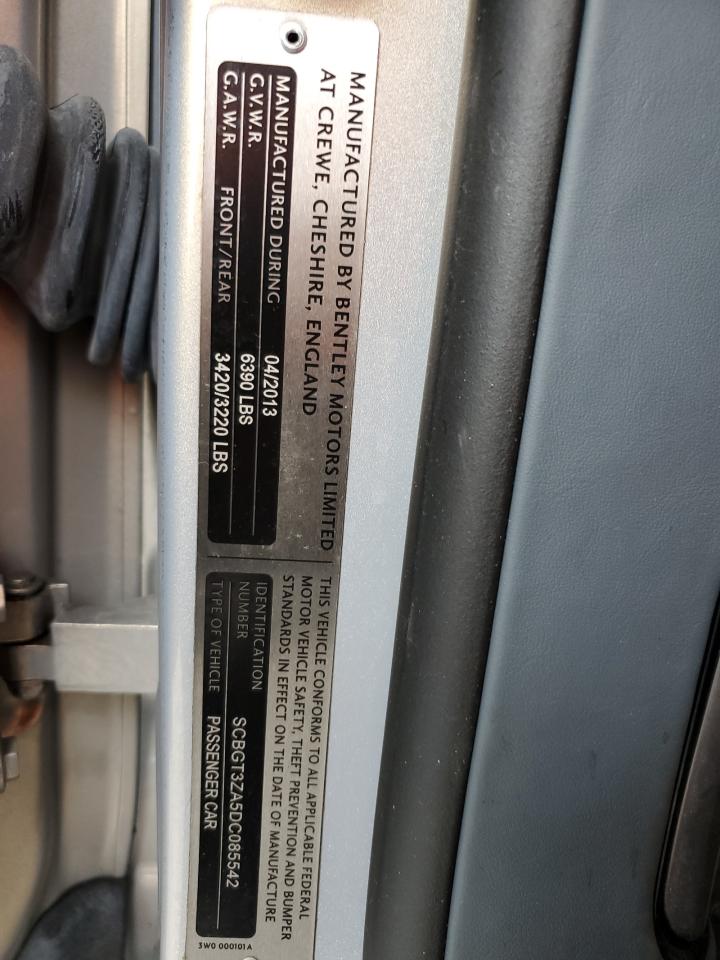 MANUFACTURED BY BENTLEY MOTORS LIMITED
AT CREWE, CHESHIRE, ENGLAND
MANUFACTURED DURING 04/2013
G.V.W.R. 6390 LBS
G.A.W.R. FRONT/REAR 3420/3220 LBS
THIS VEHICLE CONFORMS TO ALL APPLICABLE FEDERAL
MOTOR VEHICLE SAFETY, THEFT PREVENTION AND BUMPER
STANDARDS IN EFFECT ON THE DATE OF MANUFACTURE
IDENTIFICATION
NUMBER SCBGT3ZA5DC085542
TYPE OF VEHICLE PASSENGER CAR
3W0 000101 A